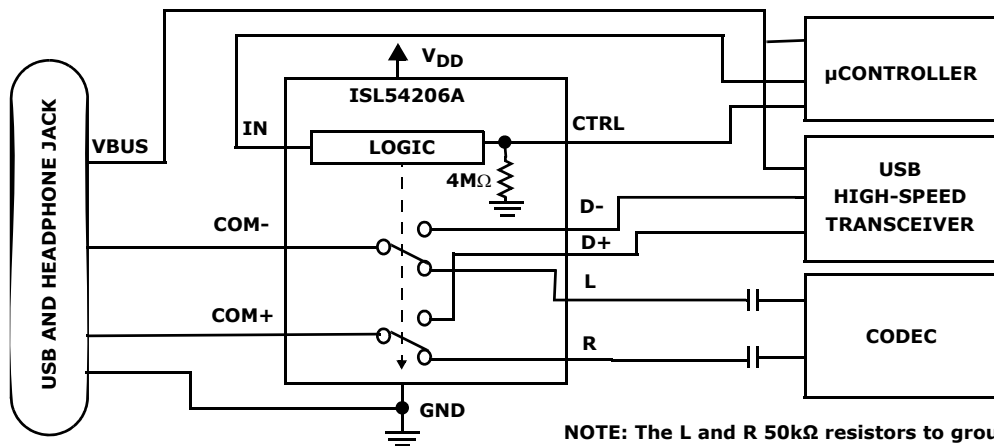 VDD
ISL54206A
µCONTROLLER
IN
CTRL
LOGIC
VBUS
4MΩ
USB
HIGH-SPEED
TRANSCEIVER
D-
COM-
D+
USB AND HEADPHONE JACK
L
COM+
R
CODEC
GND
NOTE: The L and R 50kΩ resistors to